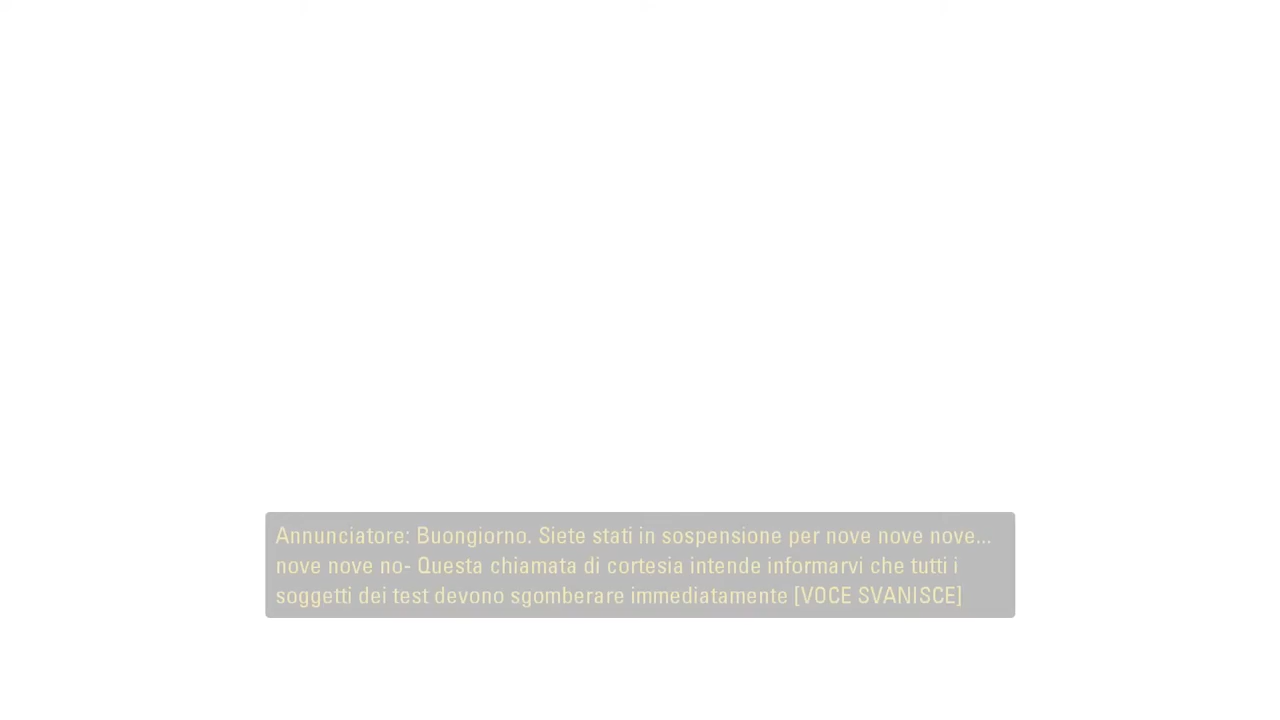 Annunciatore: Buongiorno. Siete stati in sospensione per nove nove nove...
nove nove no- Questa chiamata di cortesia intende informarvi che tutti i
soggetti dei test devono sgomberare immediatamente [VOCE SVANISCE]